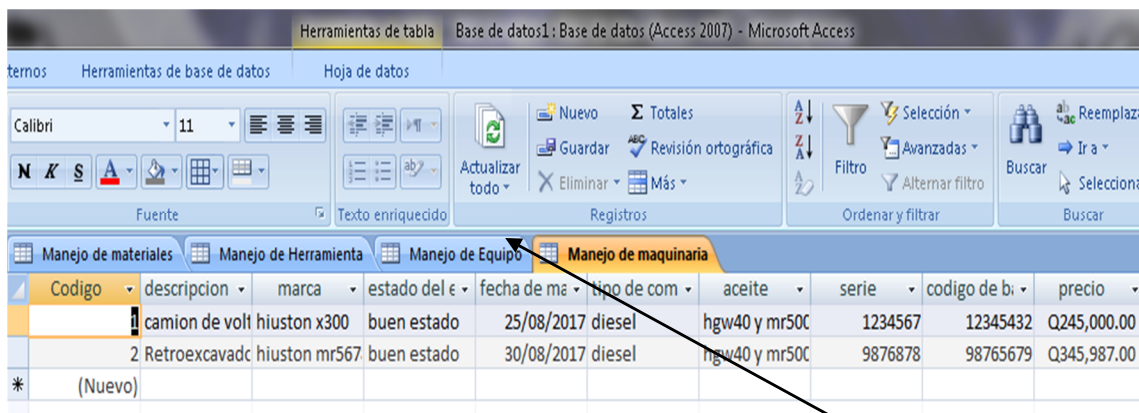 Herramientas de tabla Base de datos1 : Base de datos (Access 2007) - Microsoft Access
ternos Herramientas de base de datos Hoja de datos
Calibri 11 Nuevo Σ Totales Selección Reemplaza
Guardar Revisión ortográfica Avanzadas Ir a
N K S A Actualizar todo Eliminar Más Filtro Alternar filtro Buscar Selecciona
Fuente Texto enriquecido Registros Ordenar y filtrar Buscar
Manejo de materiales Manejo de Herramienta Manejo de Equipo Manejo de maquinaria
Codigo descripcion marca estado del e fecha de ma tipo de com aceite serie codigo de ba precio
1 camion de volt hiuston x300 buen estado 25/08/2017 diesel hgw40 y mr500 1234567 12345432 Q245,000.00
2 Retroexcavado hiuston mr567 buen estado 30/08/2017 diesel hgw40 y mr500 9876878 98765679 Q345,987.00
* (Nuevo)